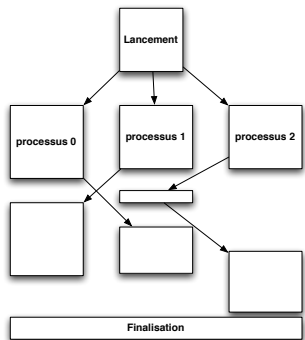 Lancement
processus 0
processus 1
processus 2
Finalisation